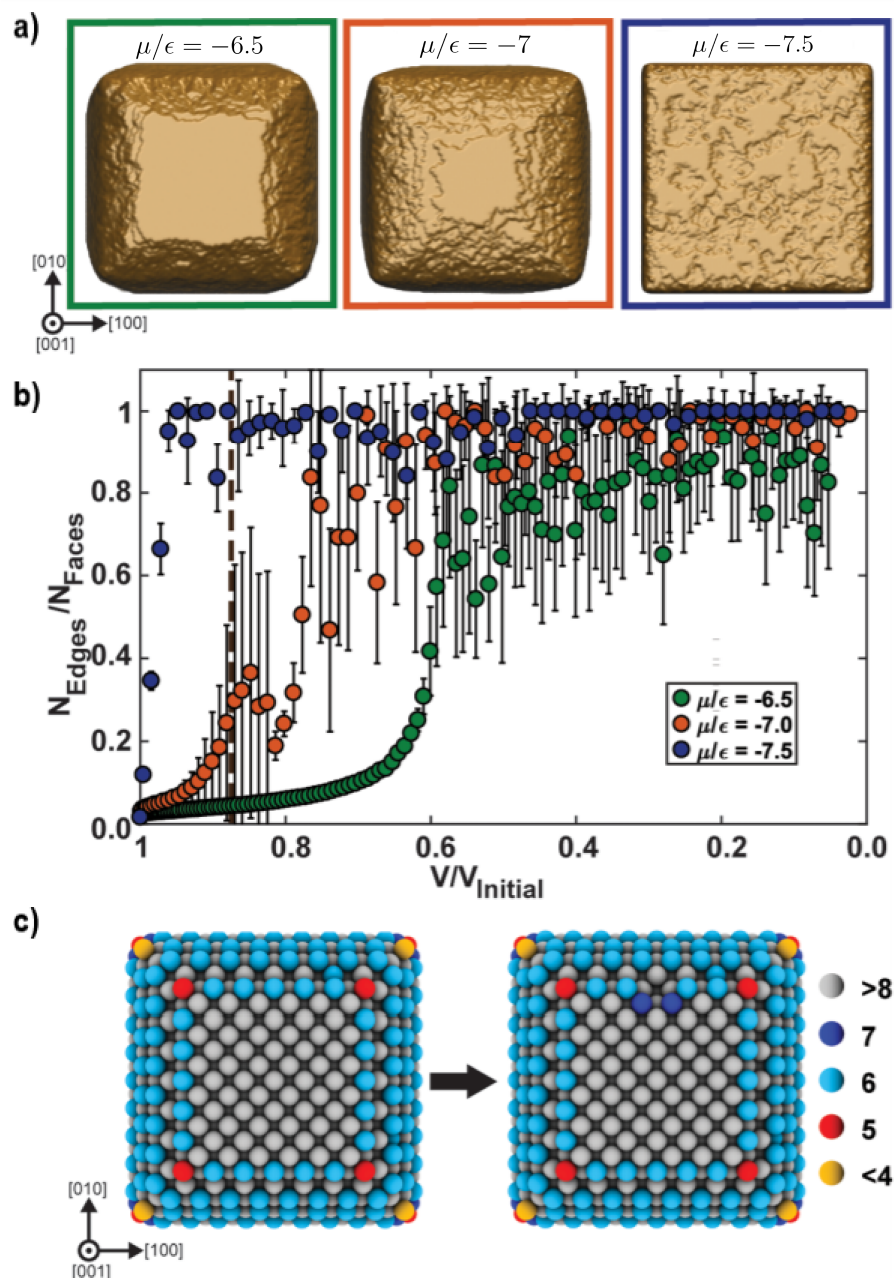 a)
μ/ϵ = −6.5
μ/ϵ = −7
μ/ϵ = −7.5
[010]
[100]
[001]
b)
N_Edges/N_Faces
1
0.8
0.6
0.4
0.2
0.0
1
0.8
0.6
0.4
0.2
0.0
V/V_Initial
μ/ϵ = -6.5
μ/ϵ = -7.0
μ/ϵ = -7.5
c)
>8
7
6
5
<4
[010]
[100]
[001]